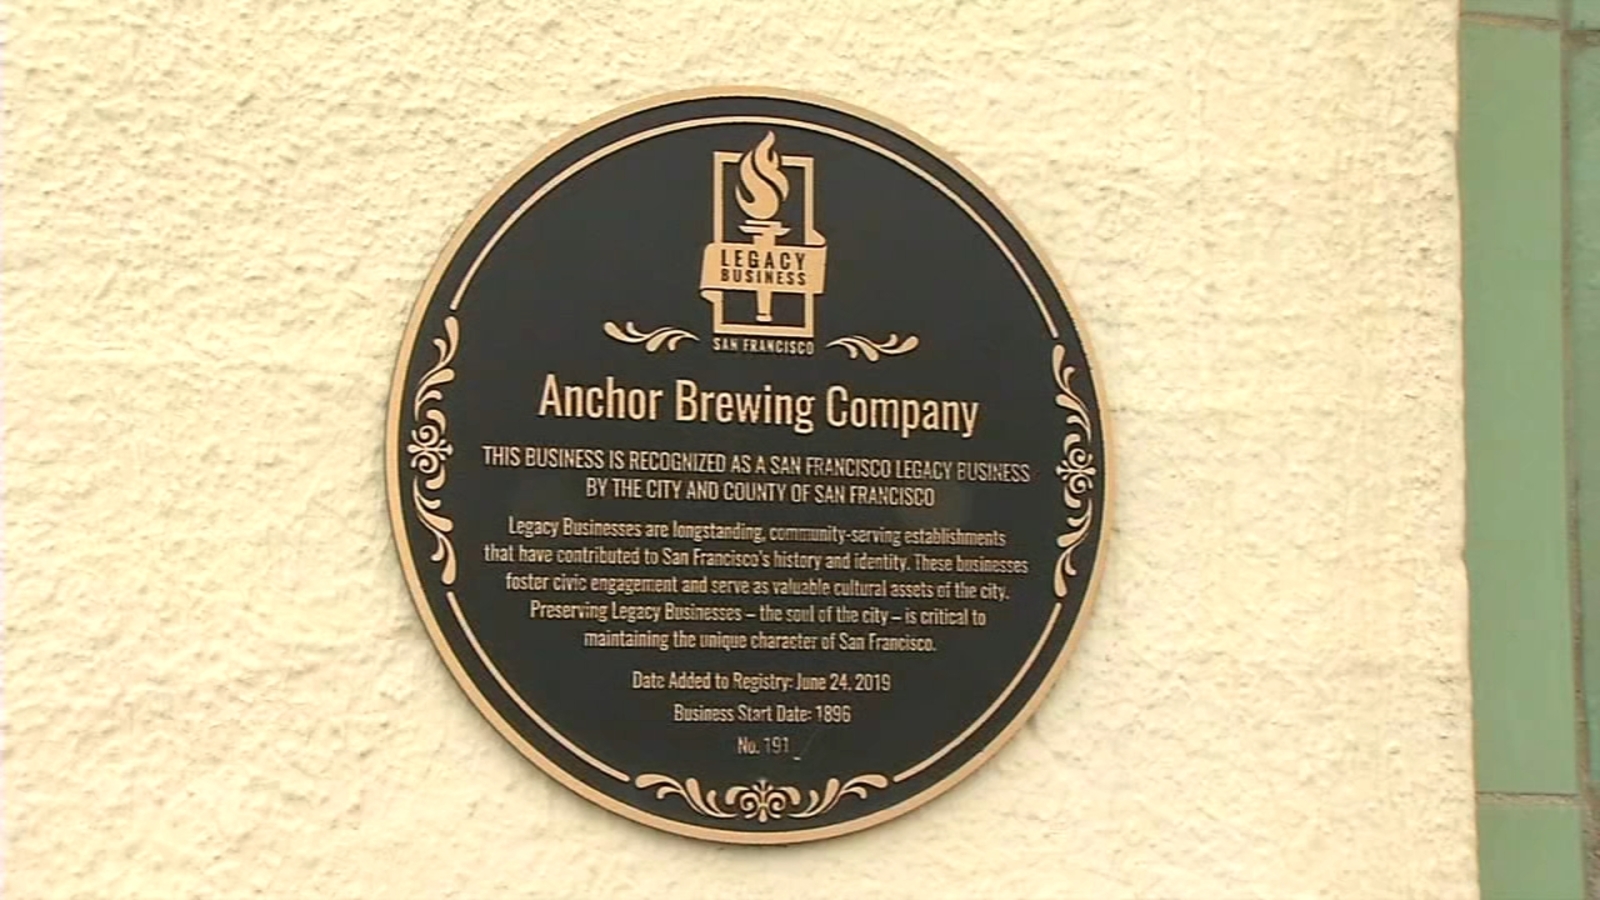 LEGACY
BUSINESS
SAN FRANCISCO
Anchor Brewing Company
THIS BUSINESS IS RECOGNIZED AS A SAN FRANCISCO LEGACY BUSINESS
BY THE CITY AND COUNTY OF SAN FRANCISCO
Legacy Businesses are longstanding, community-serving establishments
that have contributed to San Francisco's history and identity. These businesses
foster civic engagement and serve as valuable cultural assets of the city.
Preserving Legacy Businesses – the soul of the city – is critical to
maintaining the unique character of San Francisco.
Date Added to Registry: June 24, 2019
Business Start Date: 1896
No. 191